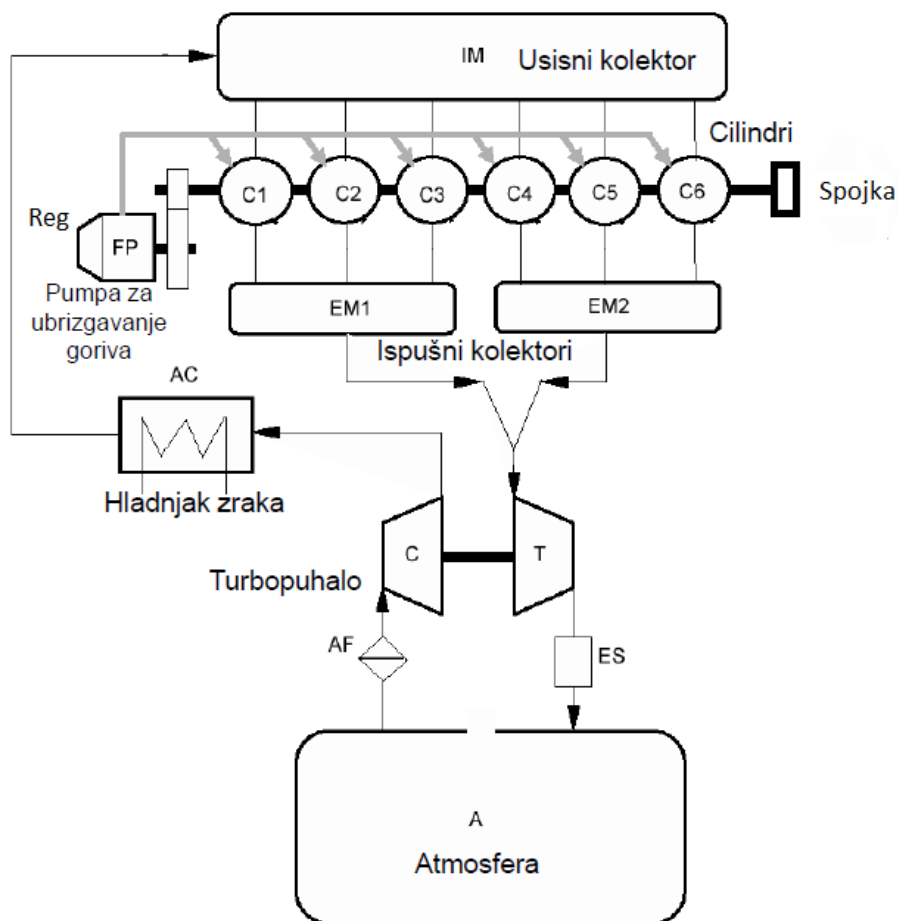 IM Usisni kolektor
Cilindri
C1 C2 C3 C4 C5 C6
Spojka
Reg
FP
Pumpa za
ubrizgavanje
goriva
EM1 EM2
Ispušni kolektori
AC
Hladnjak zraka
C T
Turbopuhalo
AF ES
A
Atmosfera